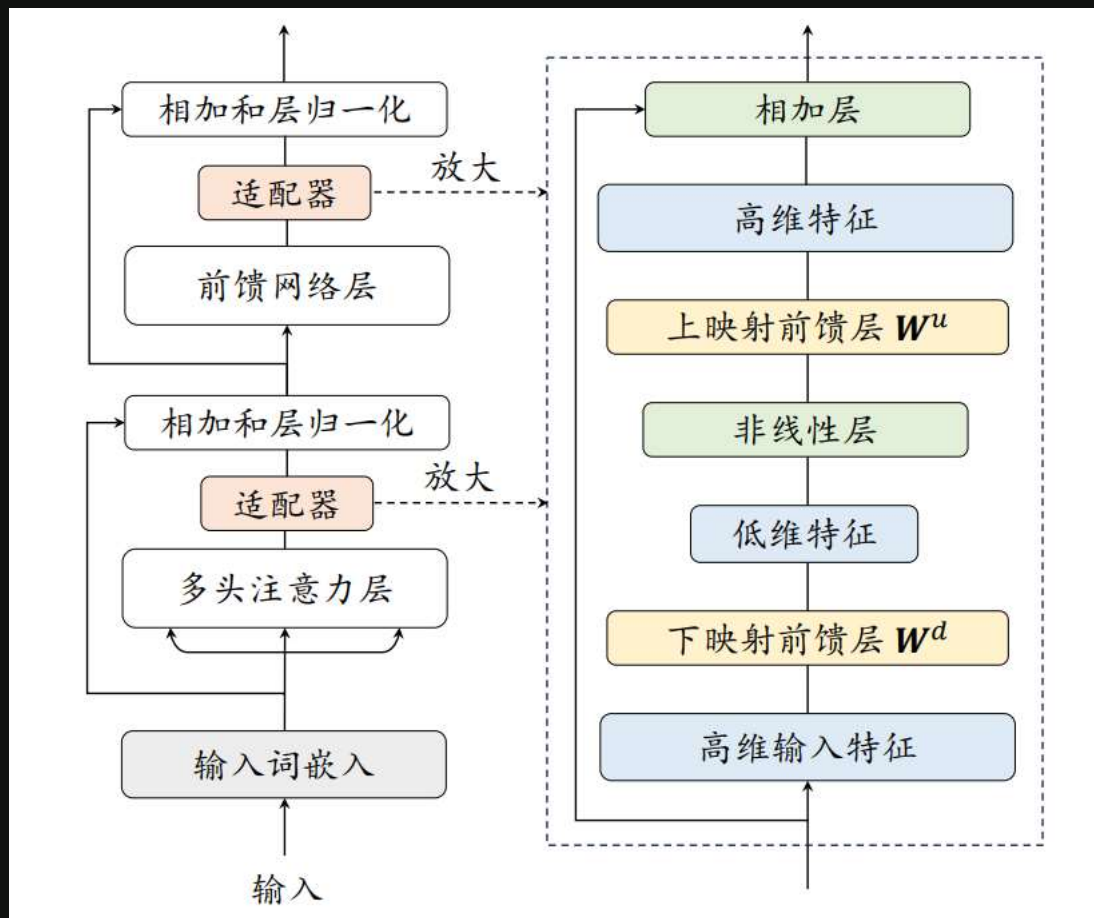 相加和层归一化
适配器
放大
前馈网络层
相加和层归一化
适配器
放大
多头注意力层
输入词嵌入
输入
相加层
高维特征
上映射前馈层 W^u
非线性层
低维特征
下映射前馈层 W^d
高维输入特征